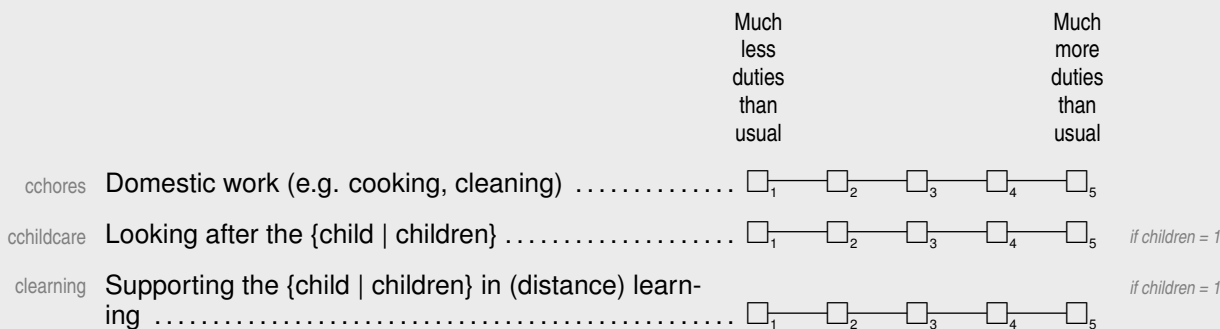 Much Much
less more
duties duties
than than
usual usual
cchores Domestic work (e.g. cooking, cleaning) .............. □1 □2 □3 □4 □5
cchildcare Looking after the {child | children} .................... □1 □2 □3 □4 □5 if children = 1
clearning Supporting the {child | children} in (distance) learn- if children = 1
ing .................................................. □1 □2 □3 □4 □5